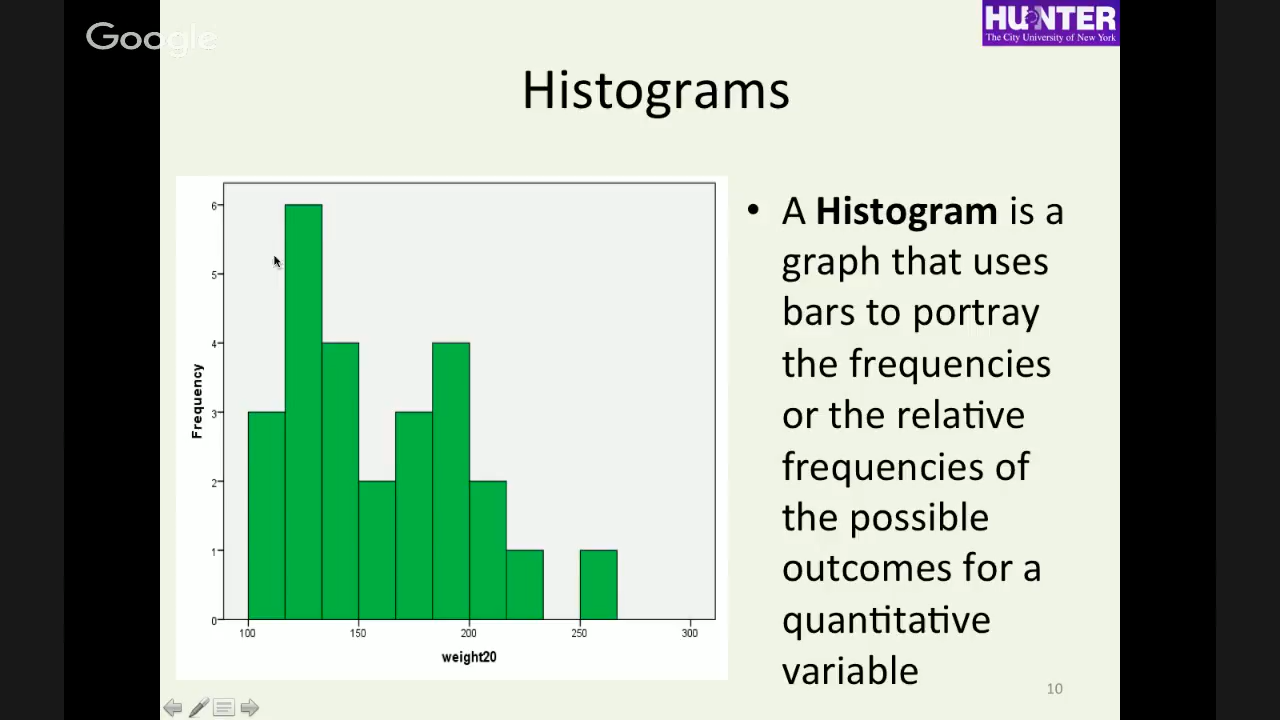 Google
HUNTER
The City University of New York
Histograms
6
5
4
3
2
1
0
Frequency
100 150 200 250 300
weight20
• A Histogram is a
graph that uses
bars to portray
the frequencies
or the relative
frequencies of
the possible
outcomes for a
quantitative
variable
10